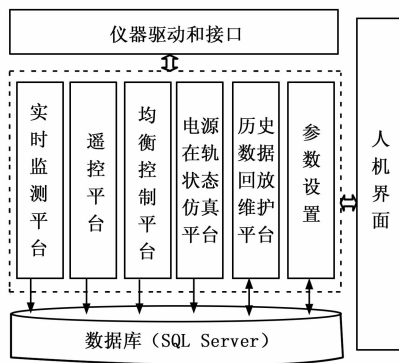 仪器驱动和接口
实时监测平台
遥控平台
均衡控制平台
电源
在轨
状态
仿真
平台
历史
数据
回放
维护
平台
参数设置
人机界面
数据库（SQL Server）